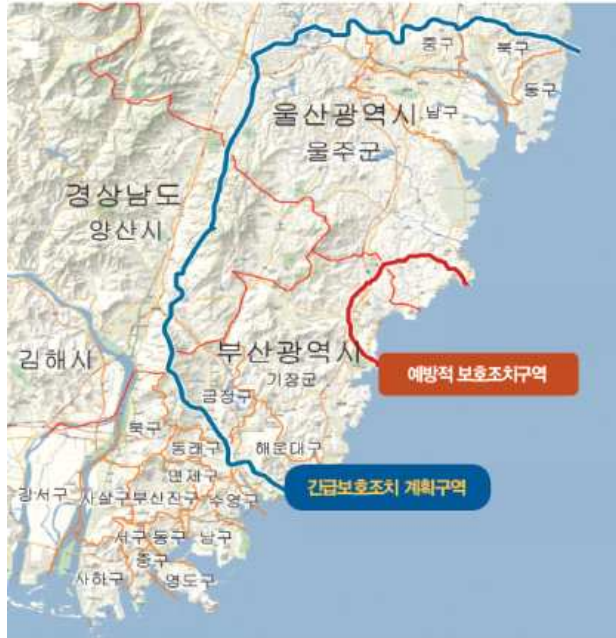 중구
북구
동구
울산광역시
남구
울주군
경상남도
양산시
부산광역시
김해시
예방적 보호조치구역
기장군
금정구
북구
동래구
해운대구
연제구
긴급보호조치 계획구역
강서구
사상구
부산진구
수영구
서구
동구
남구
중구
사하구
영도구